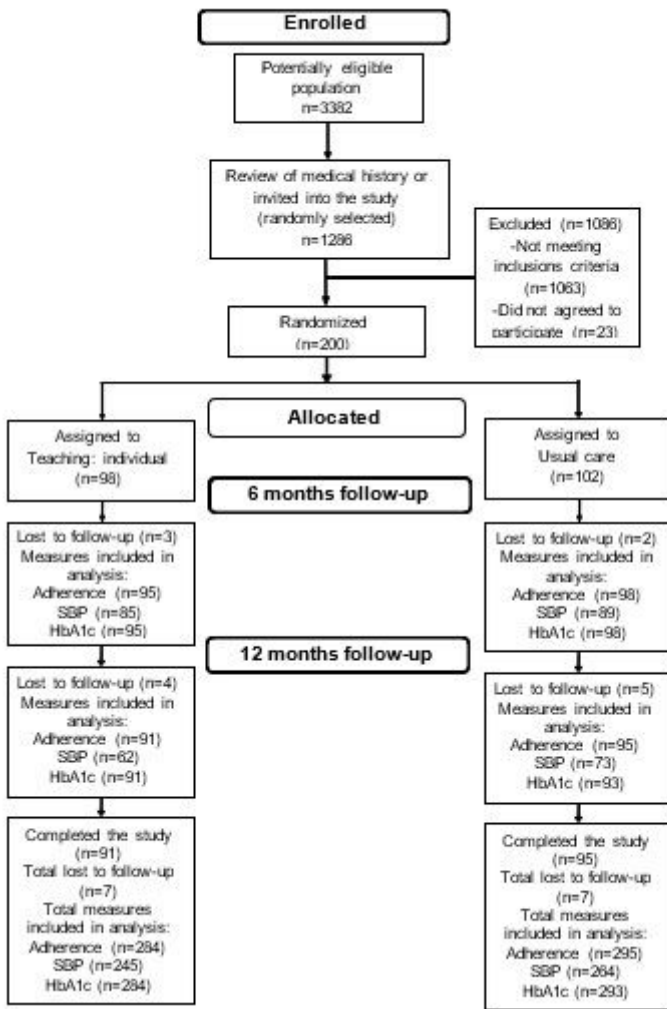 Enrolled
Potentially eligible
population
n=3382
Review of medical history or
invited into the study
(randomly selected)
n=1286
Excluded (n=1086)
-Not meeting
inclusions criteria
(n=1063)
-Did not agreed to
participate (n=23)
Randomized
(n=200)
Allocated
Assigned to
Teaching: individual
(n=98)
Assigned to
Usual care
(n=102)
6 months follow-up
Lost to follow-up (n=3)
Measures included in
analysis:
Adherence (n=95)
SBP (n=85)
HbA1c (n=95)
Lost to follow-up (n=2)
Measures included in
analysis:
Adherence (n=98)
SBP (n=89)
HbA1c (n=98)
12 months follow-up
Lost to follow-up (n=4)
Measures included in
analysis:
Adherence (n=91)
SBP (n=62)
HbA1c (n=91)
Lost to follow-up (n=5)
Measures included in
analysis:
Adherence (n=95)
SBP (n=73)
HbA1c (n=93)
Completed the study
(n=91)
Total lost to follow-up
(n=7)
Total measures
included in analysis:
Adherence (n=284)
SBP (n=245)
HbA1c (n=284)
Completed the study
(n=95)
Total lost to follow-up
(n=7)
Total measures
included in analysis:
Adherence (n=295)
SBP (n=264)
HbA1c (n=293)